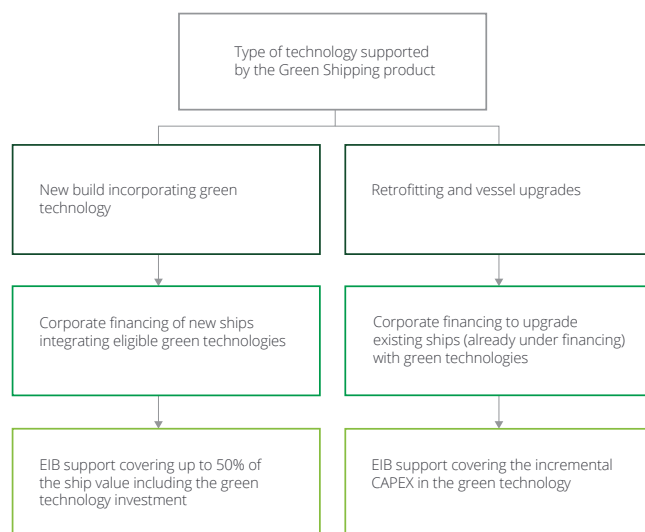 Type of technology supported
by the Green Shipping product
New build incorporating green
technology
Retrofitting and vessel upgrades
Corporate financing of new ships
integrating eligible green technologies
Corporate financing to upgrade
existing ships (already under financing)
with green technologies
EIB support covering up to 50% of
the ship value including the green
technology investment
EIB support covering the incremental
CAPEX in the green technology